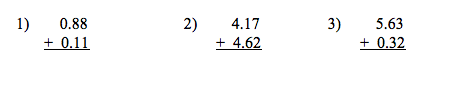 1) 0.88 2) 4.17 3) 5.63
+ 0.11 + 4.62 + 0.32